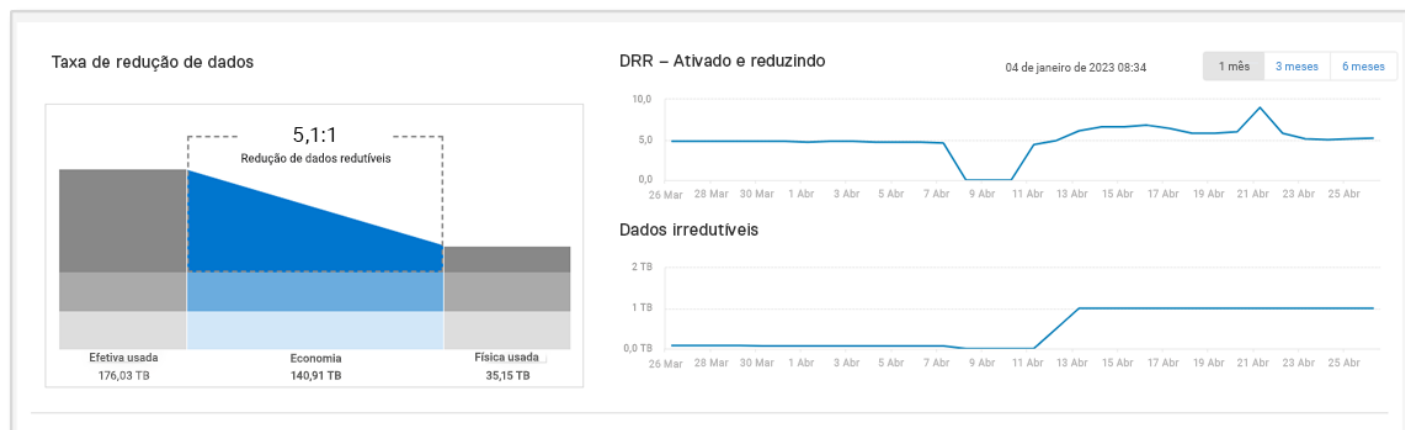 Taxa de redução de dados
5,1:1
Redução de dados redutíveis
Efetiva usada
176,03 TB
Economia
140,91 TB
Física usada
35,15 TB
DRR – Ativado e reduzindo
04 de janeiro de 2023 08:34
1 mês
3 meses
6 meses
10,0
5,0
0,0
26 Mar 28 Mar 30 Mar 1 Abr 3 Abr 5 Abr 7 Abr 9 Abr 11 Abr 13 Abr 15 Abr 17 Abr 19 Abr 21 Abr 23 Abr 25 Abr
Dados irredutíveis
2 TB
1 TB
0,0 TB
26 Mar 28 Mar 30 Mar 1 Abr 3 Abr 5 Abr 7 Abr 9 Abr 11 Abr 13 Abr 15 Abr 17 Abr 19 Abr 21 Abr 23 Abr 25 Abr